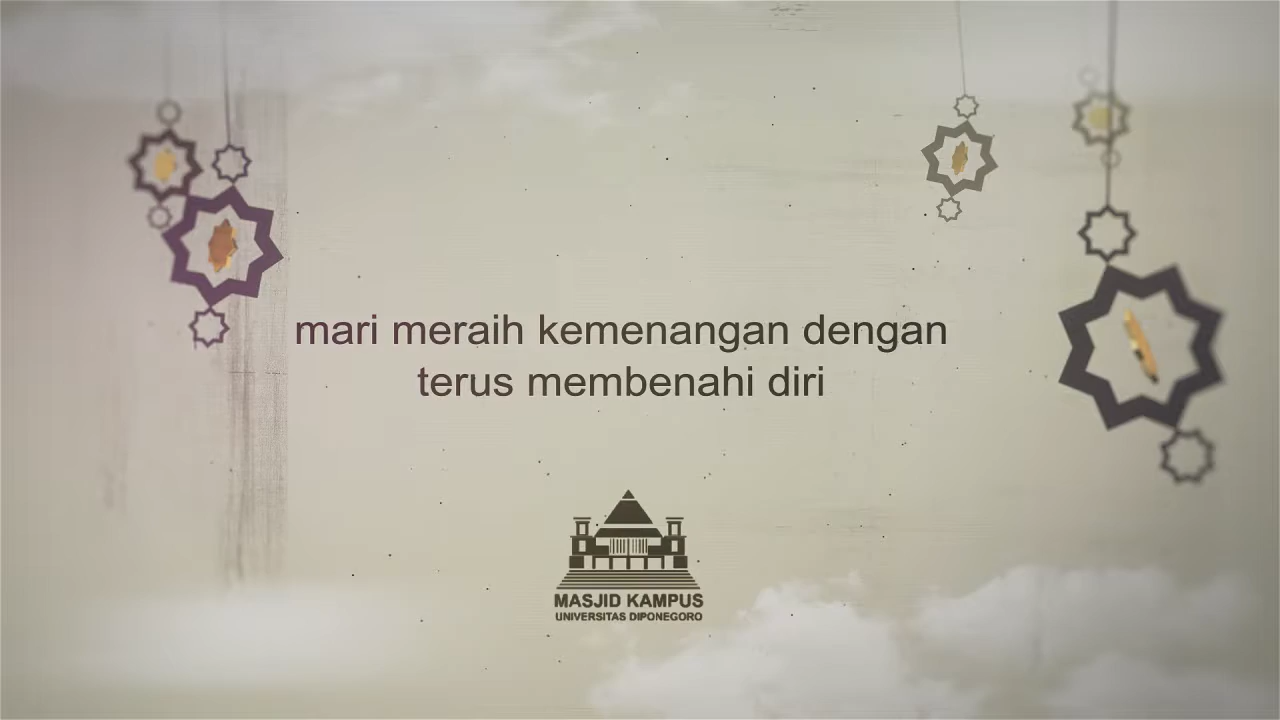 mari meraih kemenangan dengan
terus membenahi diri
MASJID KAMPUS
UNIVERSITAS DIPONEGORO